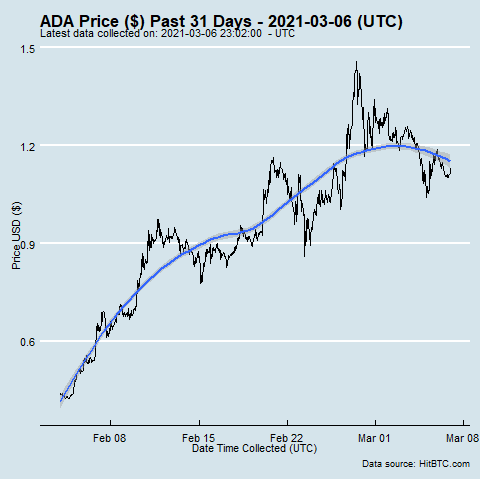 ADA Price ($) Past 31 Days - 2021-03-06 (UTC)
Latest data collected on: 2021-03-06 23:02:00 - UTC
1.5
1.2
0.9
0.6
Price USD ($)
Feb 08
Feb 15
Feb 22
Mar 01
Mar 08
Date Time Collected (UTC)
Data source: HitBTC.com